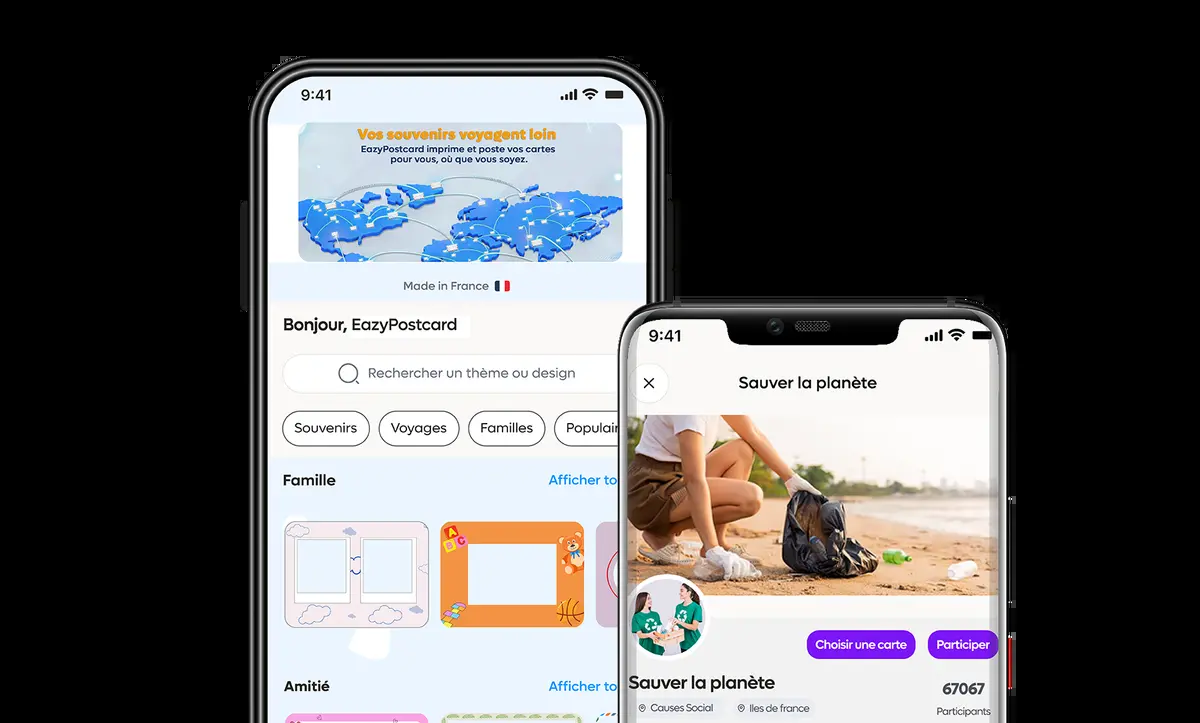 9:41
Vos souvenirs voyagent loin
EazyPostcard imprime et poste vos cartes
pour vous, où que vous soyez.
Made in France
Bonjour, EazyPostcard
Rechercher un thème ou design
Souvenirs
Voyages
Familles
Populair
Famille
Afficher to
A
B
C
Amitié
Afficher to
9:41
Sauver la planète
Choisir une carte
Participer
Sauver la planète
67067
Causes Social
Iles de france
Participants